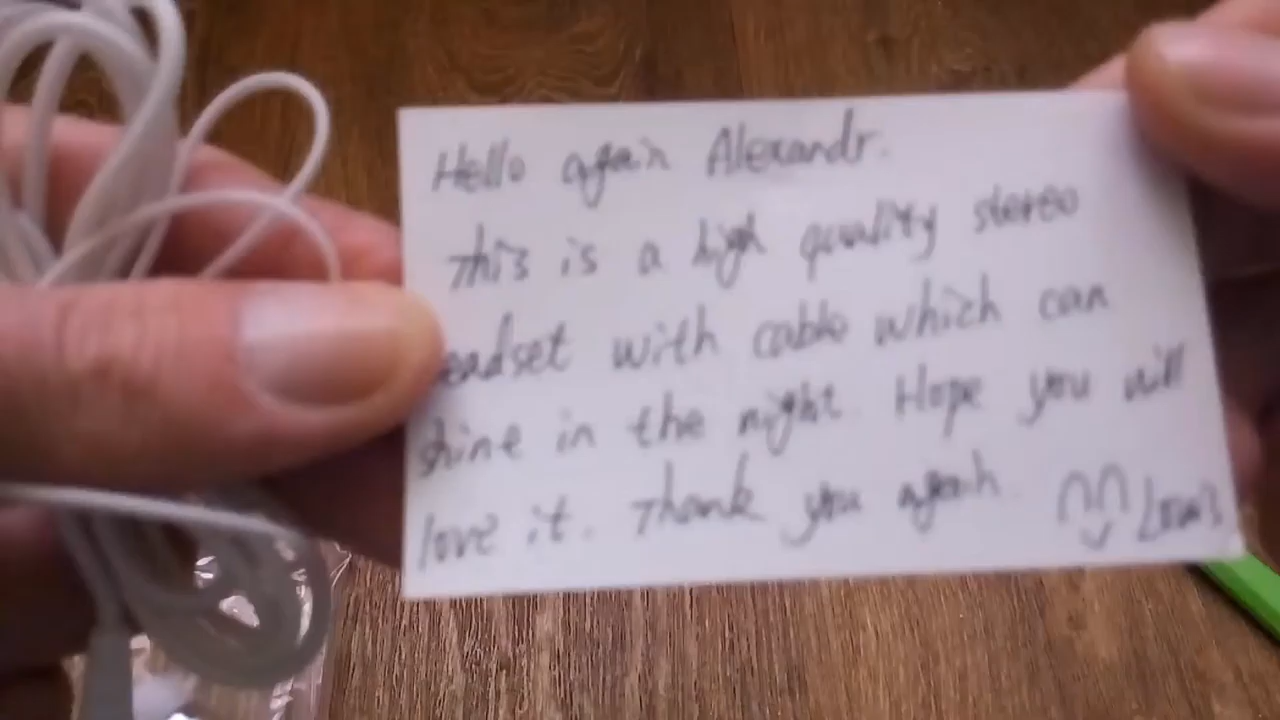 Hello again Alexandr.
This is a high quality stereo
eadset with cable which can
shine in the night. Hope you will
love it. Thank you again.